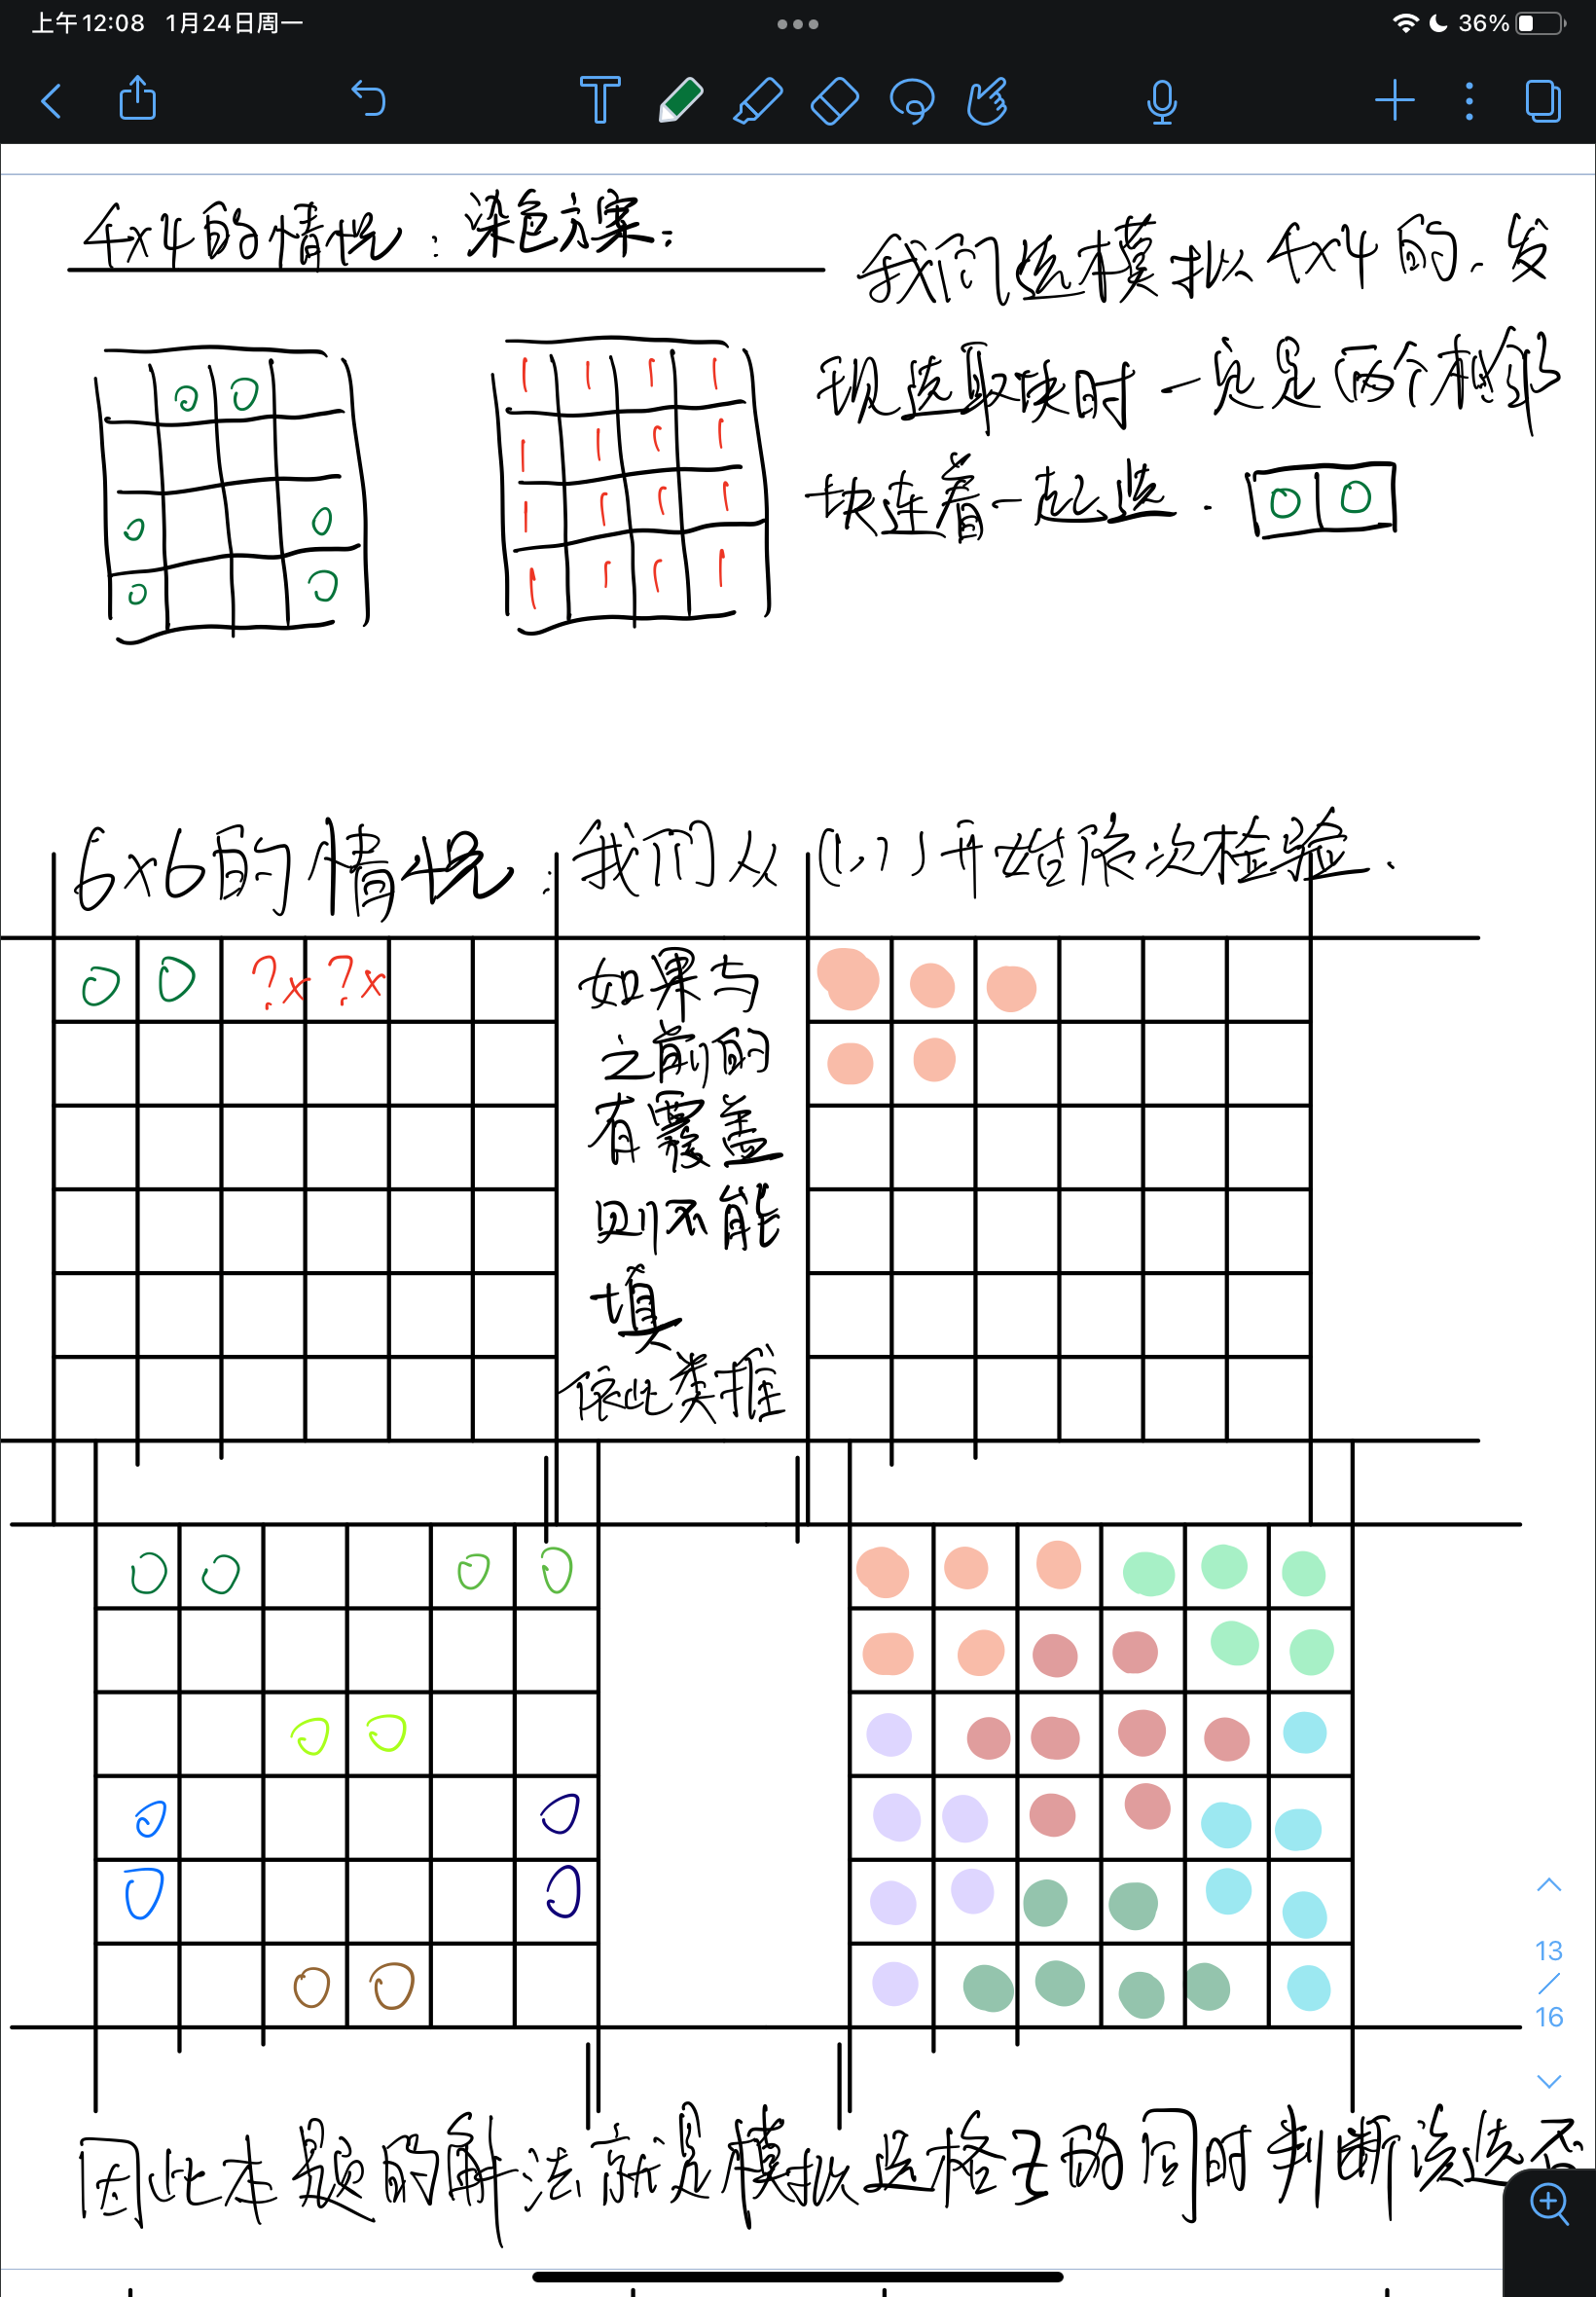 上午12:08 1月24日周一
36%
4x4的情况：染色方案：
我们先模拟4x4的.发
现选取块时一定是两个相邻
块连着一起选.
6x6的情况：我们从(1,1)开始依次检验.
? x ? x
如果与
之前的
有覆盖
则不能
填
依此类推
13
/
16
因此本题的解法就是模拟选格子的同时判断该选否